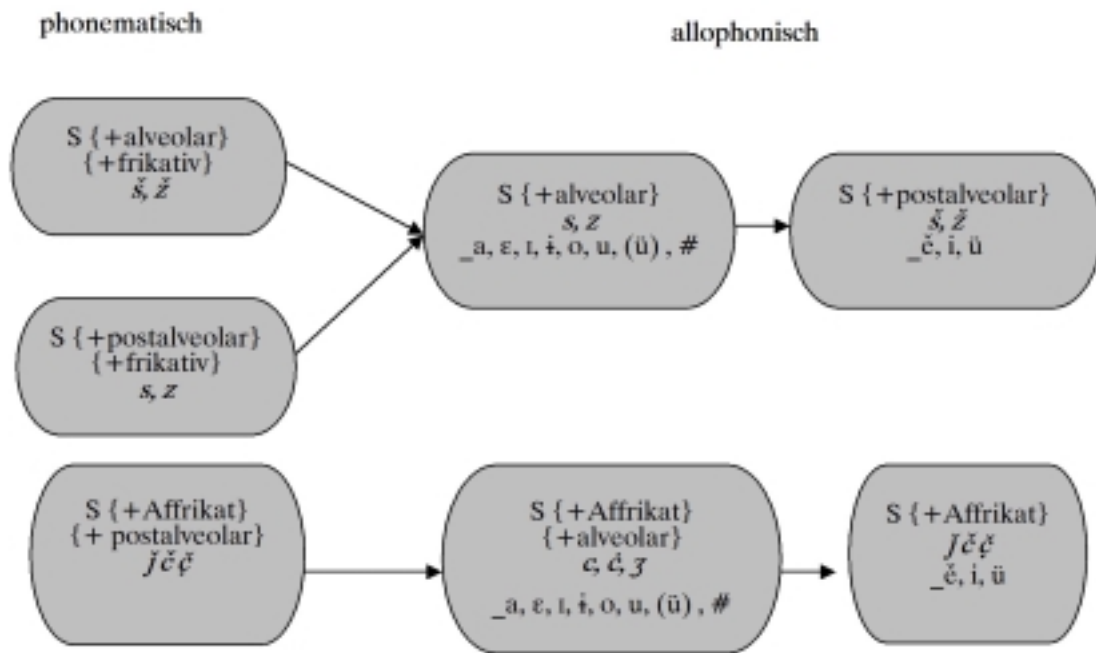 phonematisch
allophonisch
S {+alveolar}
{+frikativ}
š, ž
S {+alveolar}
s, z
_a, ε, ɪ, ɨ, o, u, (ü) , #
S {+postalveolar}
š, ž
_ě, i, ü
S {+postalveolar}
{+frikativ}
s, z
S {+Affrikat}
{+ postalveolar}
ǰ č č̣
S {+Affrikat}
{+alveolar}
c, ć, ʒ
_a, ε, ɪ, ɨ, o, u, (ü) , #
S {+Affrikat}
ǰ č č̣
_ě, i, ü